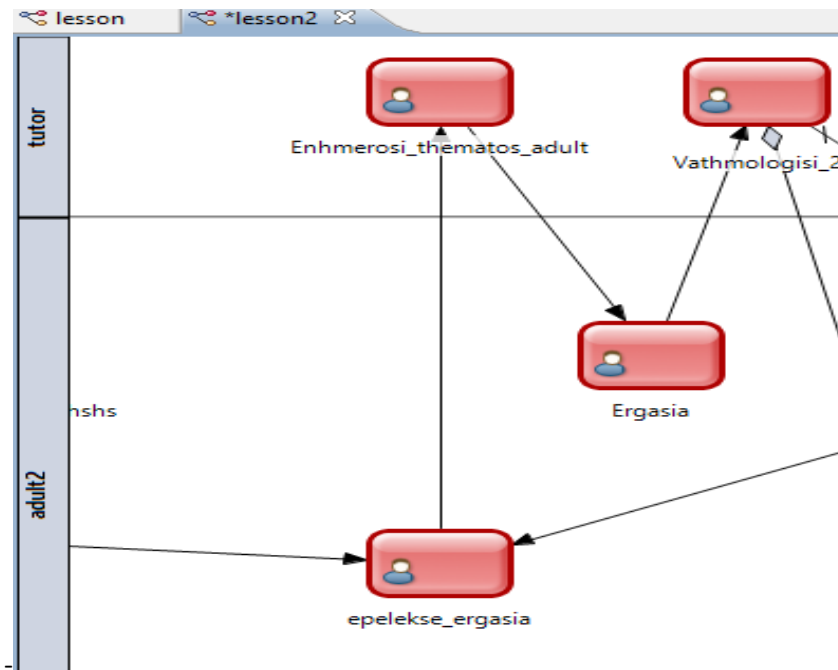 lesson
*lesson2
tutor
Enhmerosi_thematos_adult
Vathmologisi_2
adult2
nshs
Ergasia
epelekse_ergasia